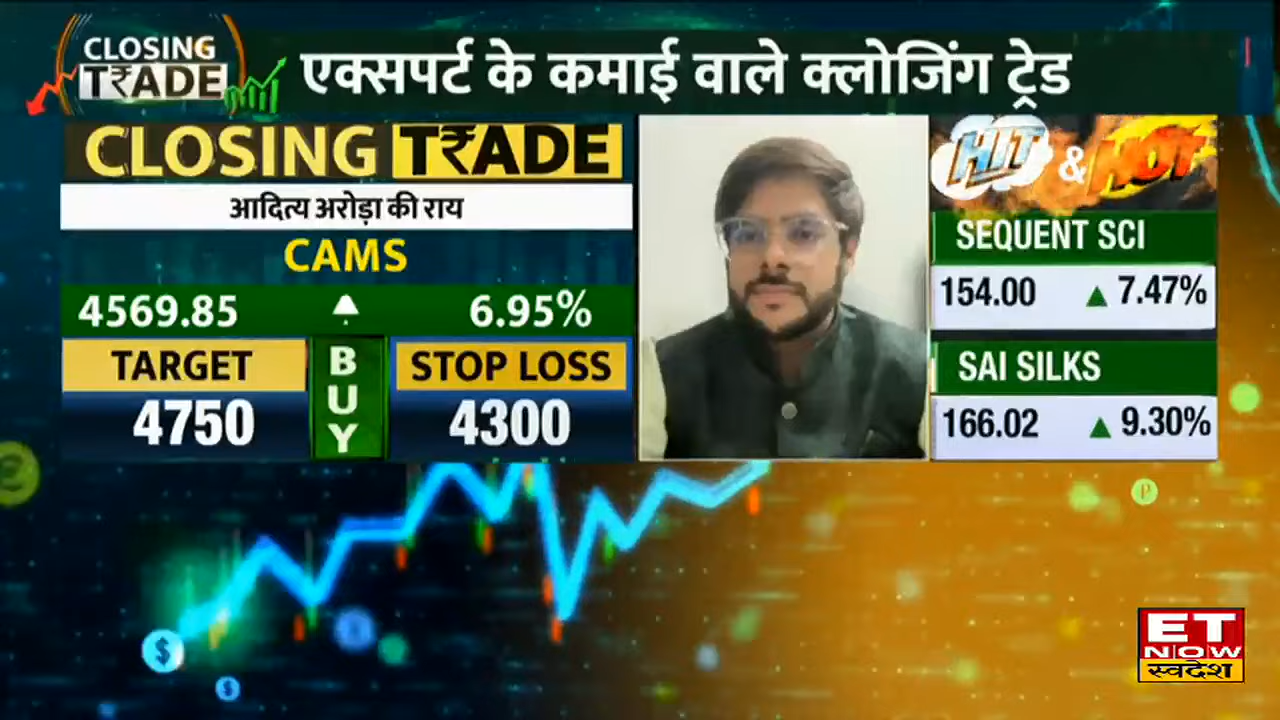 CLOSING
TR₹ADE
एक्सपर्ट के कमाई वाले क्लोजिंग ट्रेड
CLOSING T₹ADE
आदित्य अरोड़ा की राय
CAMS
4569.85 6.95%
TARGET
4750
BUY
STOP LOSS
4300
HIT & HOT
SEQUENT SCI
154.00 ▲ 7.47%
SAI SILKS
166.02 ▲ 9.30%
ET
NOW
स्वदेश